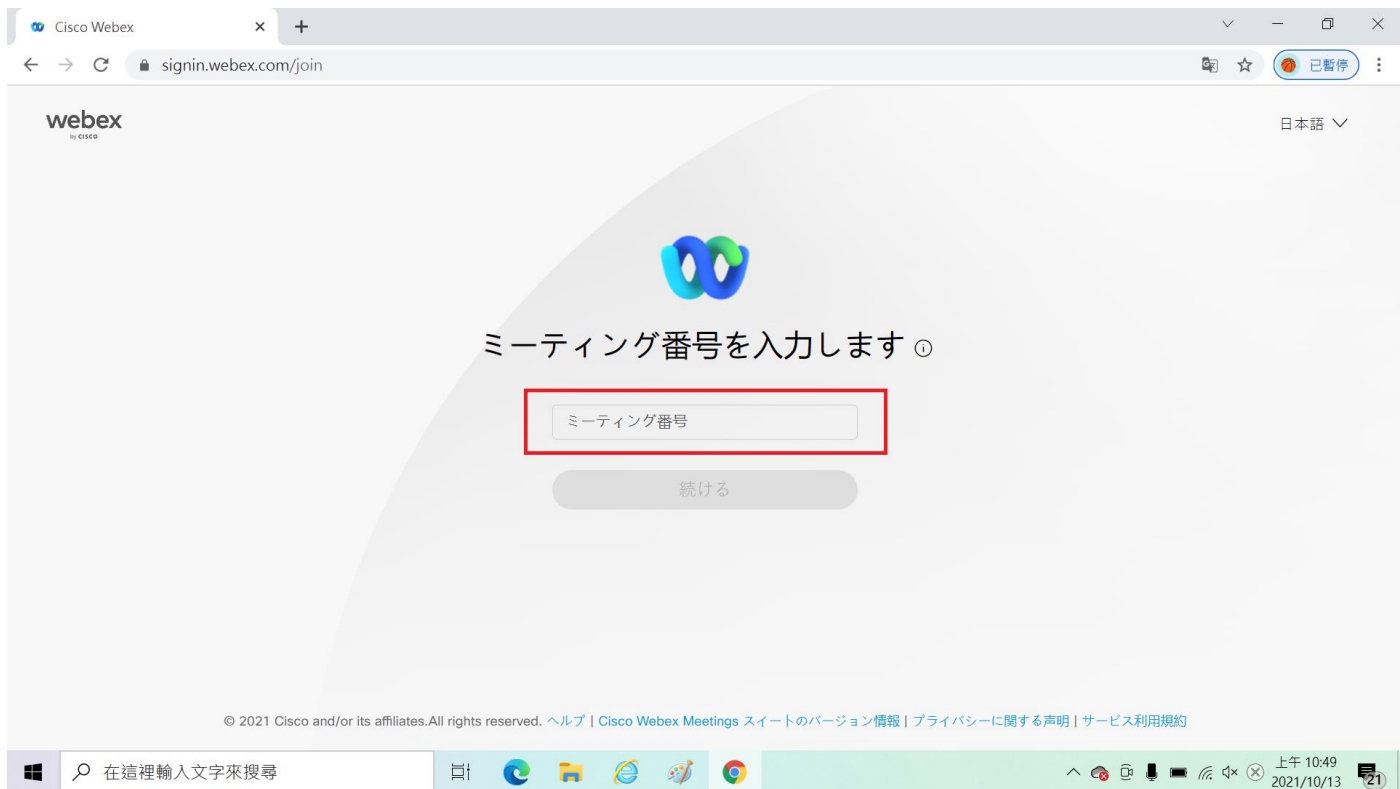 Cisco Webex
signin.webex.com/join
已暫停
webex
by CISCO
日本語
ミーティング番号を入力します
ミーティング番号
続ける
© 2021 Cisco and/or its affiliates.All rights reserved. ヘルプ | Cisco Webex Meetings スイートのバージョン情報 | プライバシーに関する声明 | サービス利用規約
在這裡輸入文字來搜尋
上午 10:49
2021/10/13
21